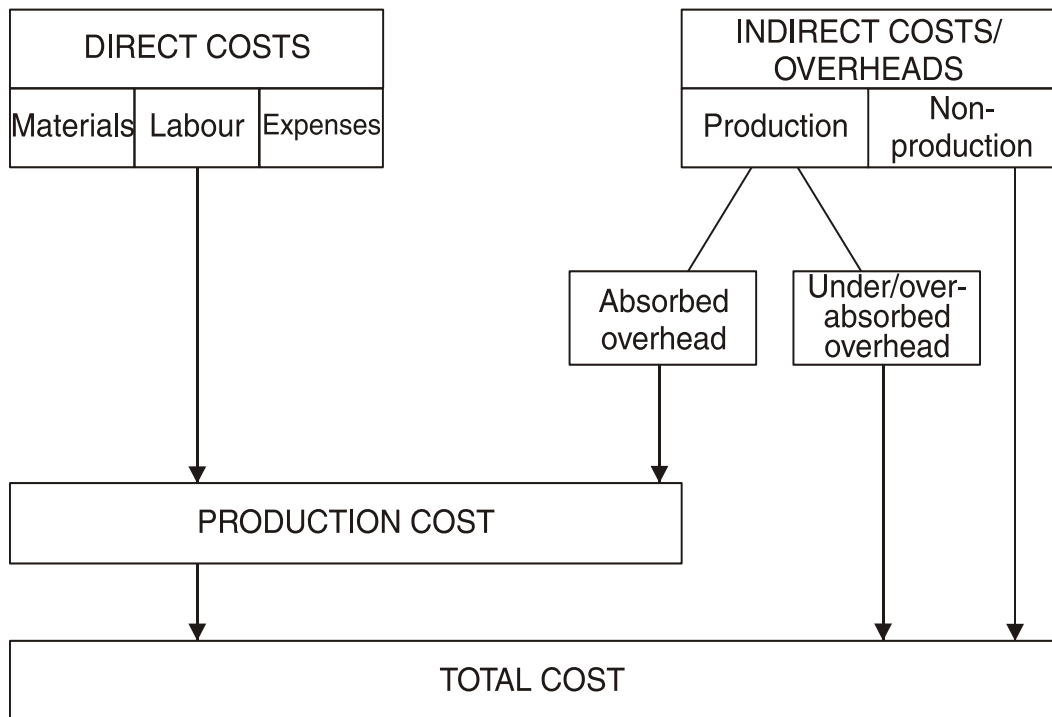 DIRECT COSTS
Materials
Labour
Expenses
INDIRECT COSTS/
OVERHEADS
Production
Non-
production
Absorbed
overhead
Under/over-
absorbed
overhead
PRODUCTION COST
TOTAL COST